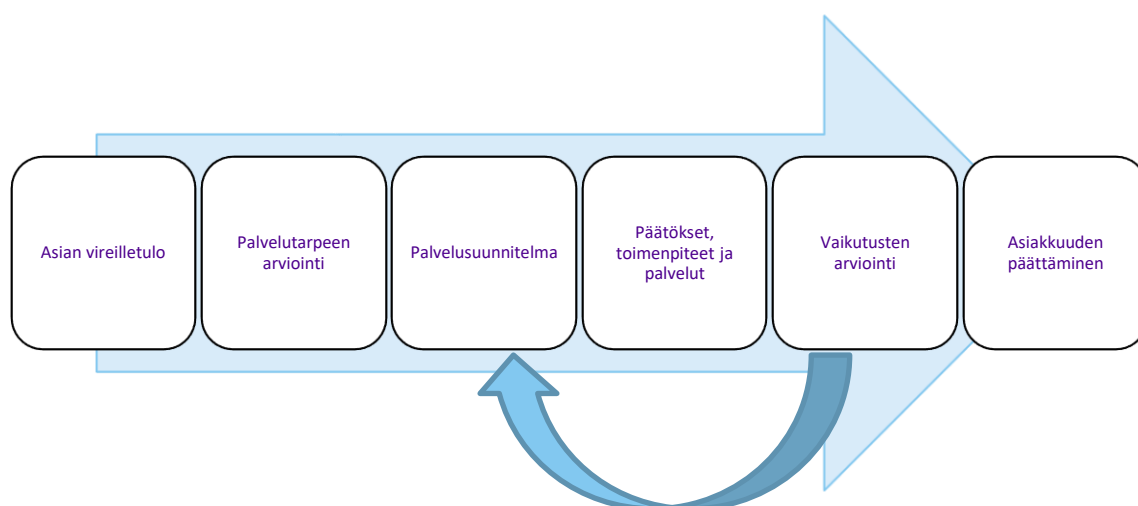 Asian vireilletulo
Palvelutarpeen
arviointi
Palvelusuunnitelma
Päätökset,
toimenpiteet ja
palvelut
Vaikutusten
arviointi
Asiakkuuden
päättäminen